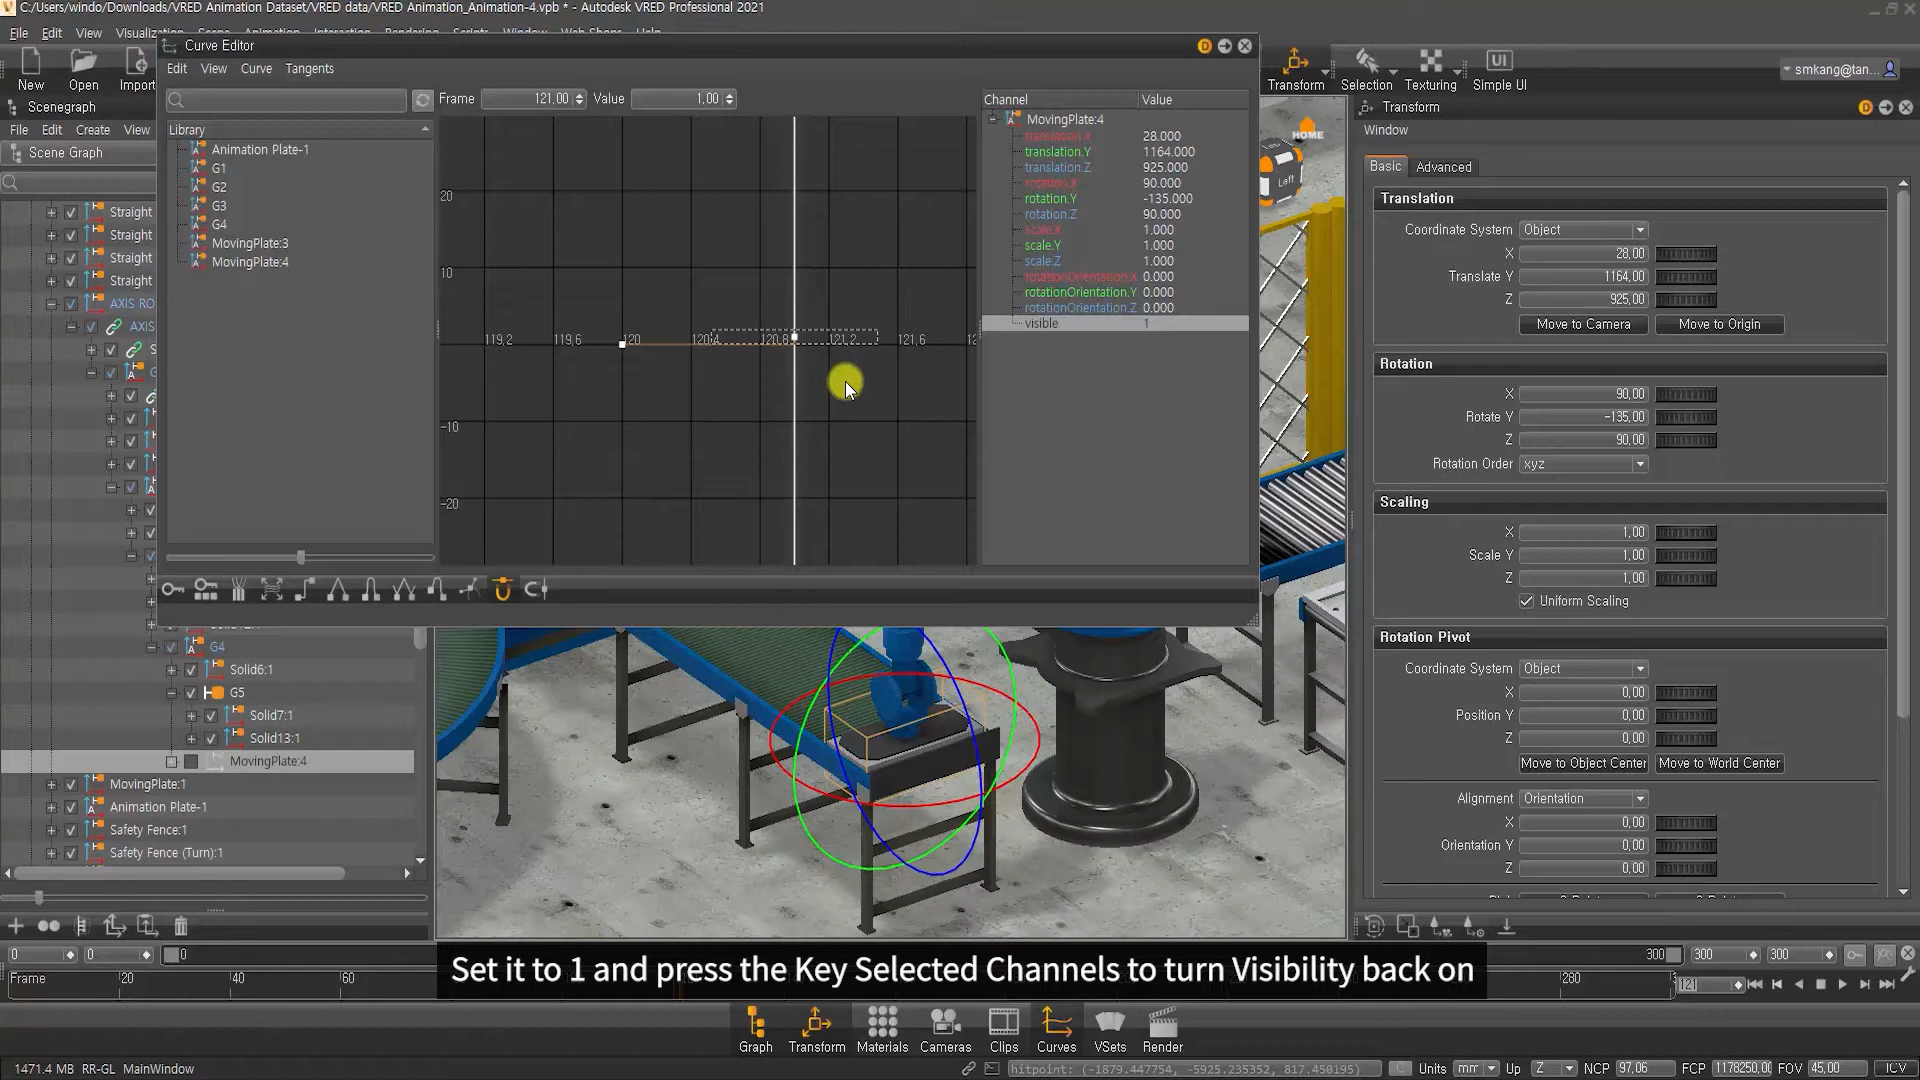 C:/Users/windo/Downloads/VRED Animation Dataset/VRED data/VRED Animation_Animation-4.vpb * - Autodesk VRED Professional 2021
File Edit View
Curve Editor
Edit View Curve Tangents
New Open Import
Transform Selection Texturing Simple UI
smkang@tan...
Frame 121,00 Value 1,00
Channel Value
Scenegraph
Transform
File Edit Create View
Library
Window
Scene Graph
Basic Advanced
Animation Plate-1
G1
G2
G3
G4
MovingPlate:3
MovingPlate:4
20
10
119,2 119,6 120 120,4 120,8 121,2 121,6
-10
-20
MovingPlate:4
translation.X 28.000
translation.Y 1164.000
translation.Z 925.000
rotation.X 90.000
rotation.Y -135.000
rotation.Z 90.000
scale.X 1.000
scale.Y 1.000
scale.Z 1.000
rotationOrientation.X 0.000
rotationOrientation.Y 0.000
rotationOrientation.Z 0.000
visible 1
HOME
Left
Straight
Straight
Straight
Straight
AXIS RO
AXIS
G4
Solid6:1
G5
Solid7:1
Solid13:1
MovingPlate:4
MovingPlate:1
Animation Plate-1
Safety Fence:1
Safety Fence (Turn):1
Translation
Coordinate System Object
X 28,00
Translate Y 1164,00
Z 925,00
Move to Camera Move to Origin
Rotation
X 90,00
Rotate Y -135,00
Z 90,00
Rotation Order xyz
Scaling
X 1,00
Scale Y 1,00
Z 1,00
Uniform Scaling
Rotation Pivot
Coordinate System Object
X 0,00
Position Y 0,00
Z 0,00
Move to Object Center Move to World Center
Alignment Orientation
X 0,00
Orientation Y 0,00
Z 0,00
0 0 0 300 300 300
Set it to 1 and press the Key Selected Channels to turn Visibility back on
Frame 20 40 60 280 121
Graph Transform Materials Cameras Clips Curves VSets Render
1471.4 MB RR-GL MainWindow
hitpoint: (-1879.447754, -5925.235352, 817.450195) Units mm Up Z NCP 97,06 FCP 1178250,00 FOV 45,00 ICV